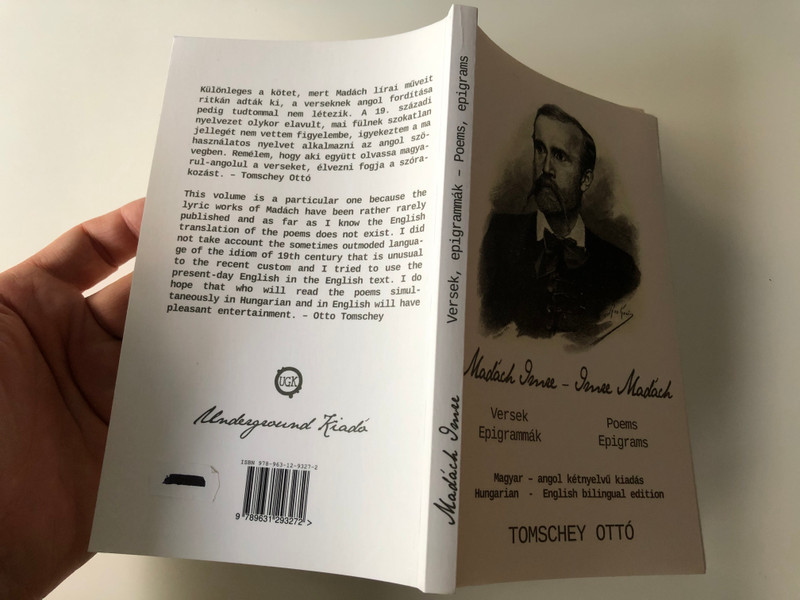 Különleges a kötet, mert Madách lírai műveit
ritkán adták ki, a verseknek angol fordítása
pedig tudtommal nem létezik. A 19. századi
nyelvezet olykor elavult, mai fülnek szokatlan
jellegét nem vettem figyelembe, igyekeztem a ma
használatos nyelvet alkalmazni az angol szö-
vegben. Remélem, hogy aki együtt olvassa magya-
rul-angolul a verseket, élvezni fogja a szóra-
kozást. – Tomschey Ottó
This volume is a particular one because the
lyric works of Madách have been rather rarely
published and as far as I know the English
translation of the poems does not exist. I did
not take account the sometimes outmoded langua-
ge of the idiom of 19th century that is unusual
to the recent custom and I tried to use the
present-day English in the English text. I do
hope that who will read the poems simul-
taneously in Hungarian and in English will have
pleasant entertainment. – Otto Tomschey
UGK
Underground Kiadó
ISBN 978-963-12-9327-2
9 789631 293272 >
Madách Imre Versek, epigrammák – Poems, epigrams
Madách Imre – Imre Madách
Versek
Epigrammák
Poems
Epigrams
Magyar – angol kétnyelvű kiadás
Hungarian - English bilingual edition
TOMSCHEY OTTÓ